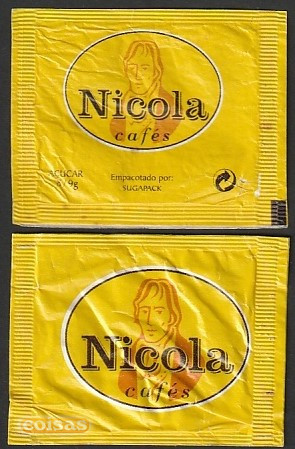 Nicola
cafés
AÇÚCAR
Empacotado por:
SUGAPACK
Nicola
cafés
coisas